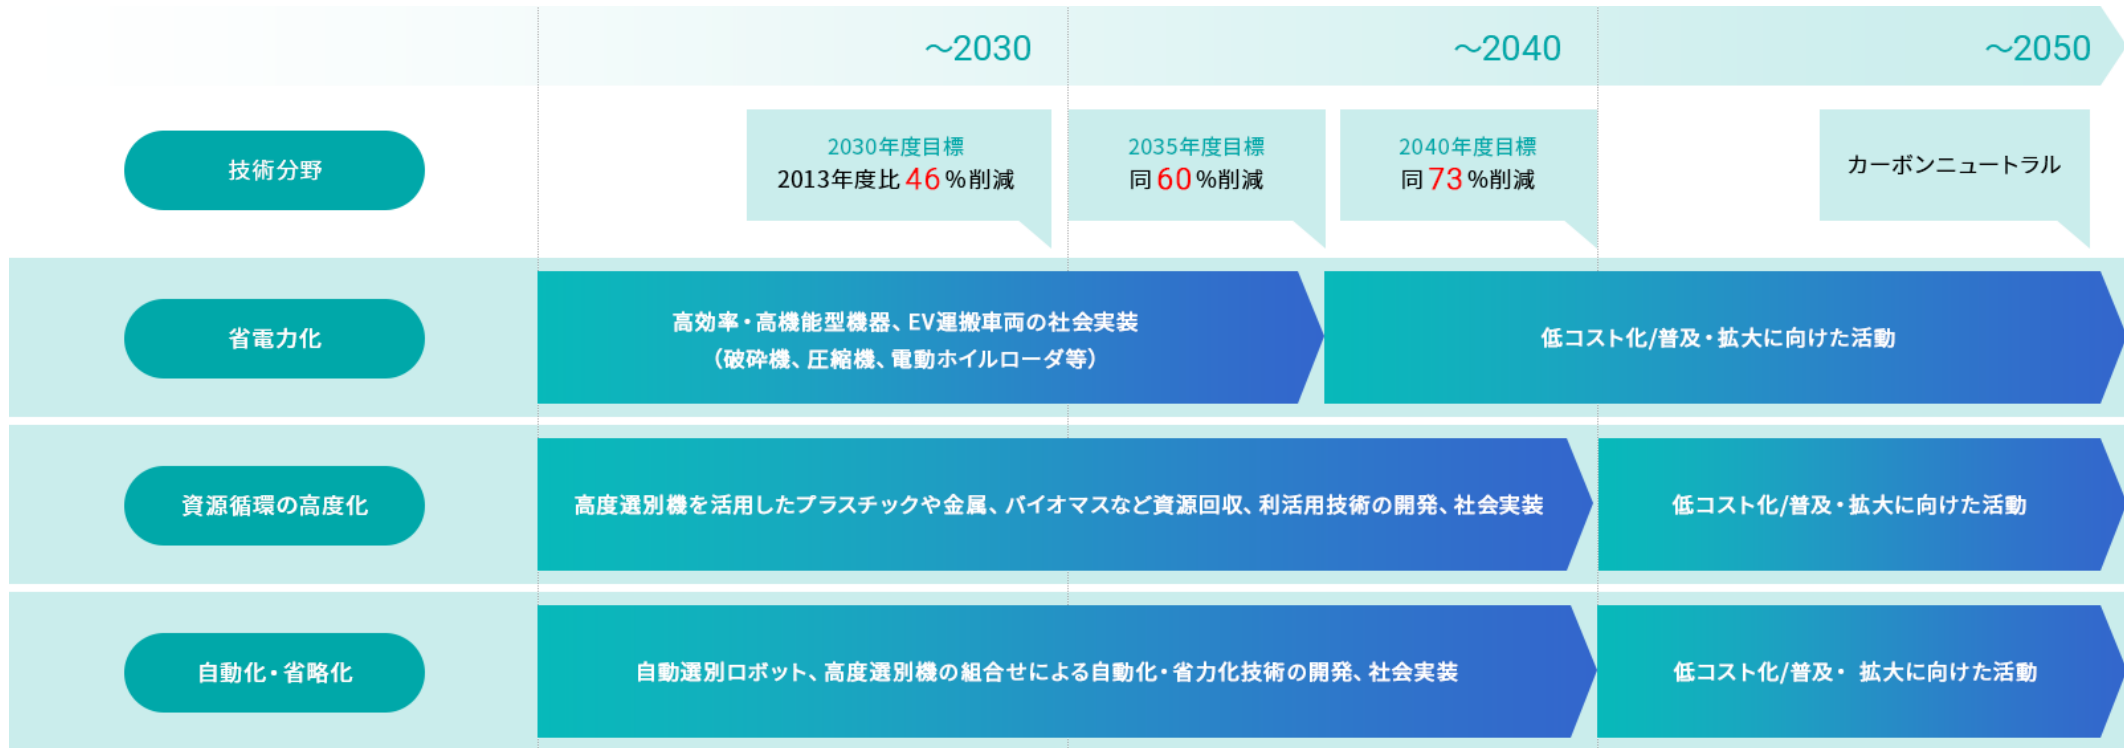 ～2030
～2040
～2050
技術分野
2030年度目標
2013年度比46%削減
2035年度目標
同60%削減
2040年度目標
同73%削減
カーボンニュートラル
省電力化
高効率・高機能型機器、EV運搬車両の社会実装
（破砕機、圧縮機、電動ホイルローダ等）
低コスト化/普及・拡大に向けた活動
資源循環の高度化
高度選別機を活用したプラスチックや金属、バイオマスなど資源回収、利活用技術の開発、社会実装
低コスト化/普及・拡大に向けた活動
自動化・省略化
自動選別ロボット、高度選別機の組合せによる自動化・省力化技術の開発、社会実装
低コスト化/普及・ 拡大に向けた活動